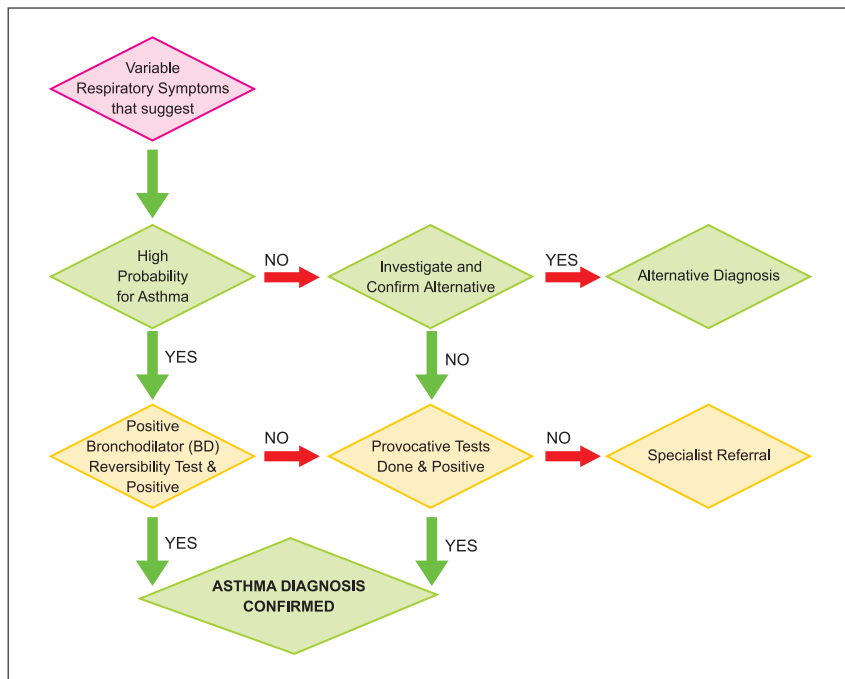 Variable
Respiratory Symptoms
that suggest
High
Probability
for Asthma
NO
Investigate and
Confirm Alternative
YES
Alternative Diagnosis
YES
NO
Positive
Bronchodilator (BD)
Reversibility Test &
Positive
NO
Provocative Tests
Done & Positive
NO
Specialist Referral
YES
YES
ASTHMA DIAGNOSIS
CONFIRMED